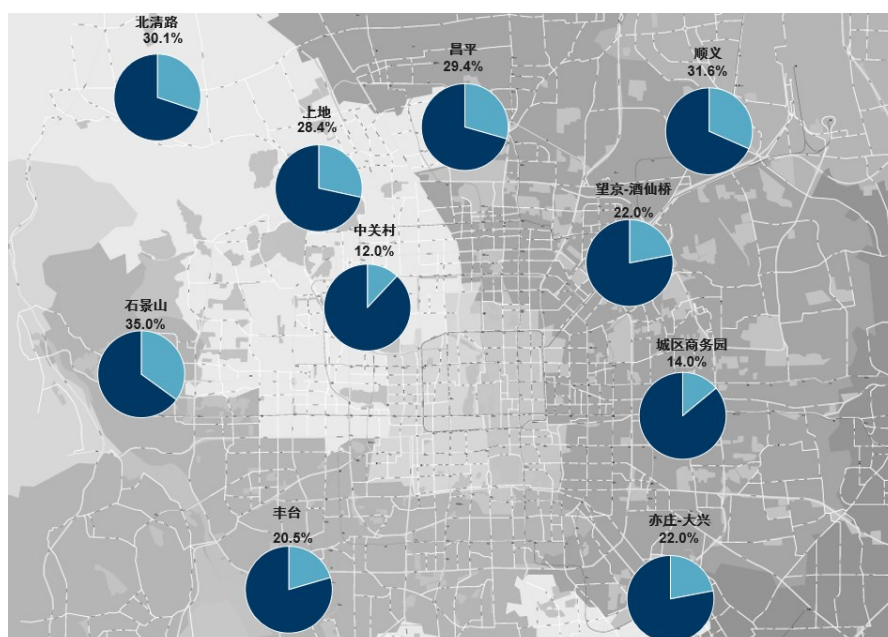 北清路
30.1%
昌平
29.4%
顺义
31.6%
上地
28.4%
望京-酒仙桥
22.0%
中关村
12.0%
石景山
35.0%
城区商务园
14.0%
丰台
20.5%
亦庄-大兴
22.0%